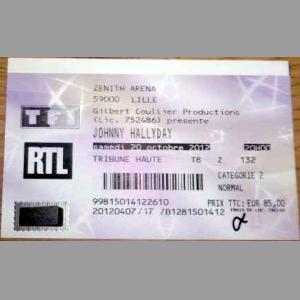 ZENITH ARENA
59000 LILLE
Gilbert Coullier Productions
(Lic. 752486) presente
TF1
JOHNNY HALLYDAY
samedi 20 octobre 2012 20H00
RTL
TRIBUNE HAUTE T8 Z 132
CATEGORIE 2
NORMAL
99815014122610
PRIX TTC: EUR 85,00
20120407/17 /B1281501412
α